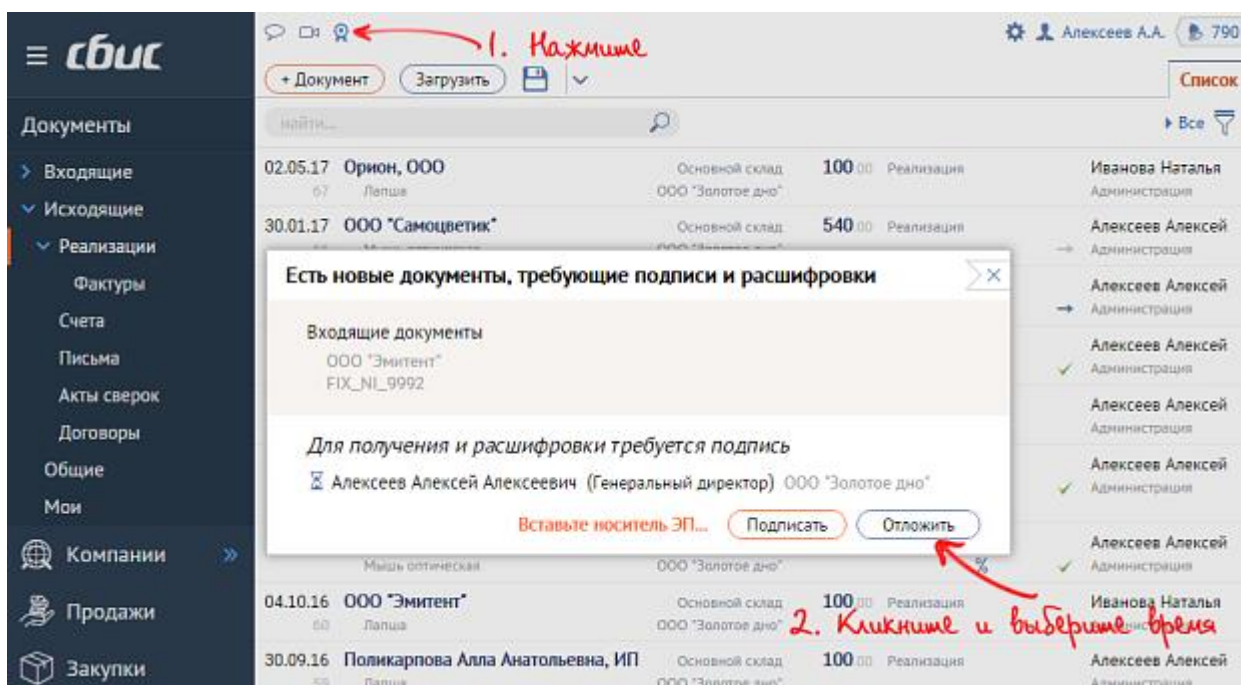 сбис
1. Нажмите
Алексеев А.А.
790
+ Документ
Загрузить
Список
Документы
найти...
Все
Входящие
Исходящие
Реализации
Фактуры
Счета
Письма
Акты сверок
Договоры
Общие
Мои
Компании
Продажи
Закупки
02.05.17 Орион, ООО Основной склад 100.00 Реализация Иванова Наталья
67 Лапша ООО "Золотое дно" Администрация
30.01.17 ООО "Самоцветик" Основной склад 540.00 Реализация Алексеев Алексей
Администрация
Алексеев Алексей
Администрация
Алексеев Алексей
Администрация
Алексеев Алексей
Администрация
Алексеев Алексей
Администрация
Есть новые документы, требующие подписи и расшифровки
Входящие документы
ООО "Эмитент"
FIX_NI_9992
Для получения и расшифровки требуется подпись
Алексеев Алексей Алексеевич (Генеральный директор) ООО "Золотое дно"
Вставьте носитель ЭП...
Подписать
Отложить
Алексеев Алексей
Мышь оптическая ООО "Золотое дно" % Администрация
04.10.16 ООО "Эмитент" Основной склад 100.00 Реализация Иванова Наталья
60 Лапша ООО "Золотое дно"
2. Кликните и выберите время
30.09.16 Поликарпова Алла Анатольевна, ИП Основной склад 100.00 Реализация Алексеев Алексей
59 Лапша ООО "Золотое дно" Администрация